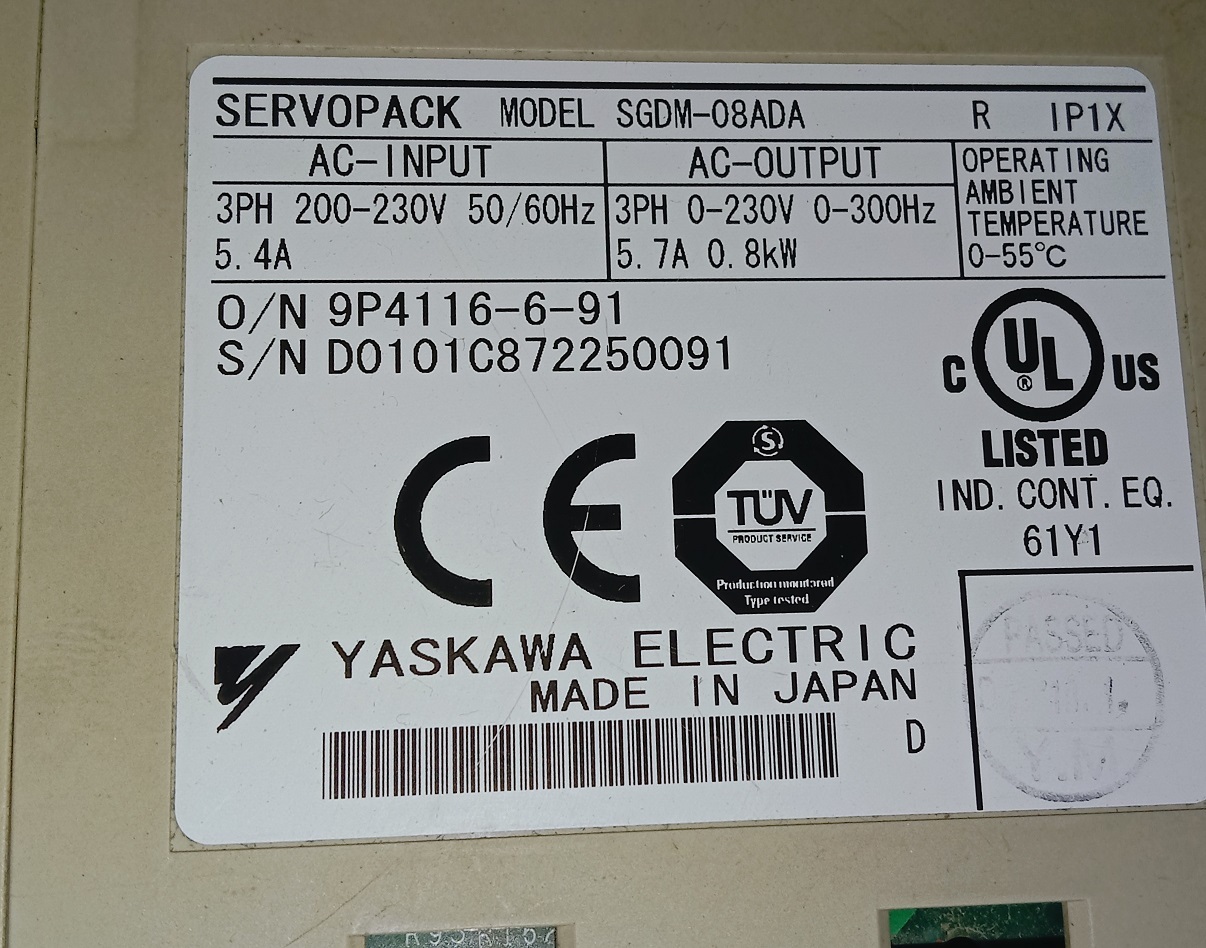 SERVOPACK MODEL SGDM-08ADA R IP1X
AC-INPUT AC-OUTPUT OPERATING
AMBIENT
TEMPERATURE
0-55℃
3PH 200-230V 50/60Hz 3PH 0-230V 0-300Hz
5.4A 5.7A 0.8kW
O/N 9P4116-6-91
S/N D0101C872250091
C UL ® US
LISTED
IND. CONT. EQ.
61Y1
CE
S
TÜV
PRODUCT SERVICE
Production monitored
Type tested
YASKAWA ELECTRIC
MADE IN JAPAN
D
PASSED
Y.M